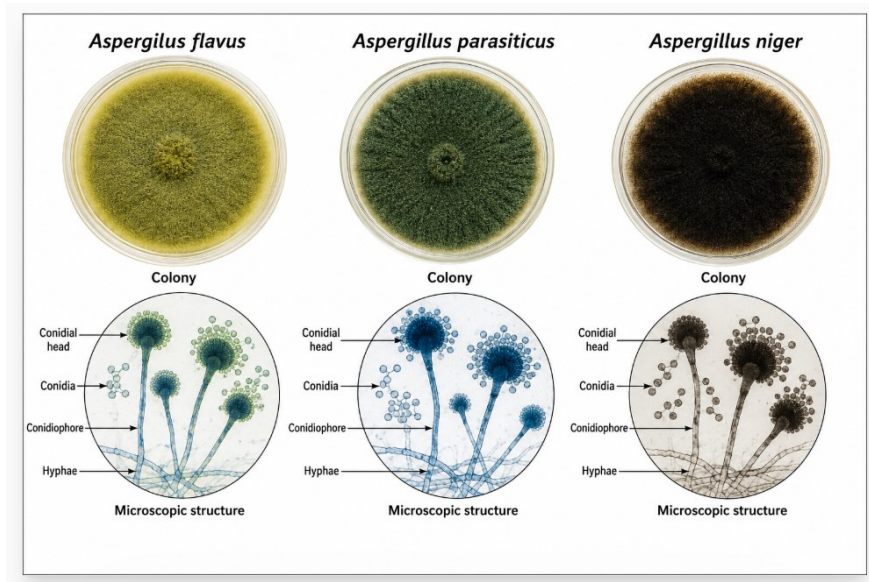 Aspergilus flavus
Aspergillus parasiticus
Aspergillus niger
Colony
Colony
Colony
Conidial
head
Conidia
Conidiophore
Hyphae
Microscopic structure
Conidial
head
Conidia
Conidiophore
Hyphae
Microscopic structure
Conidial
head
Conidia
Conidiophore
Hyphae
Microscopic structure